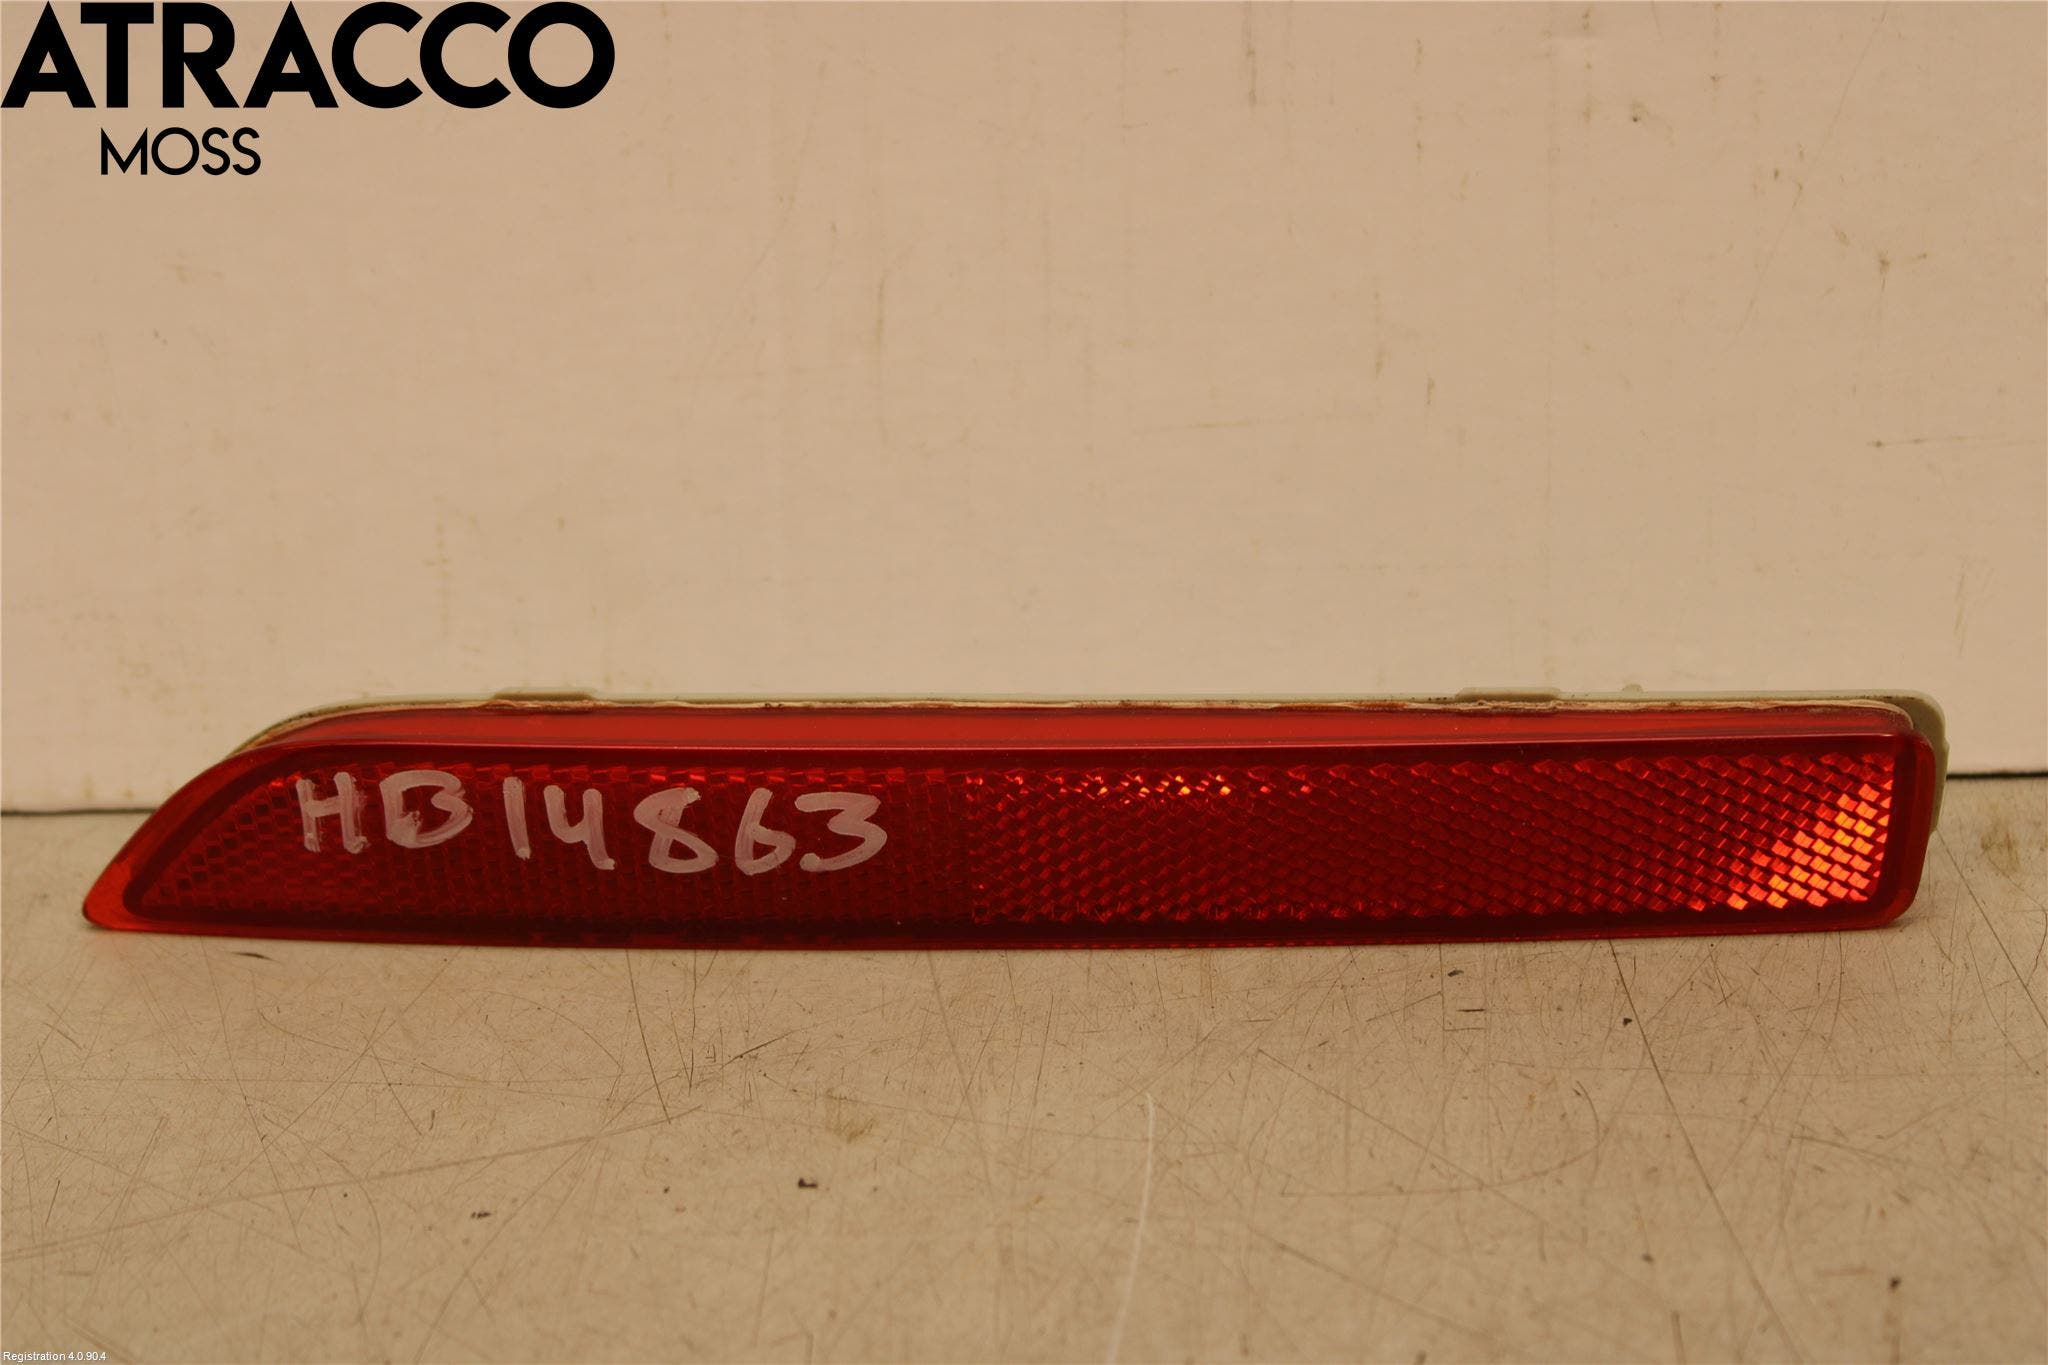 ATRACCO
MOSS
HB14863
Registration 4.0.90.4